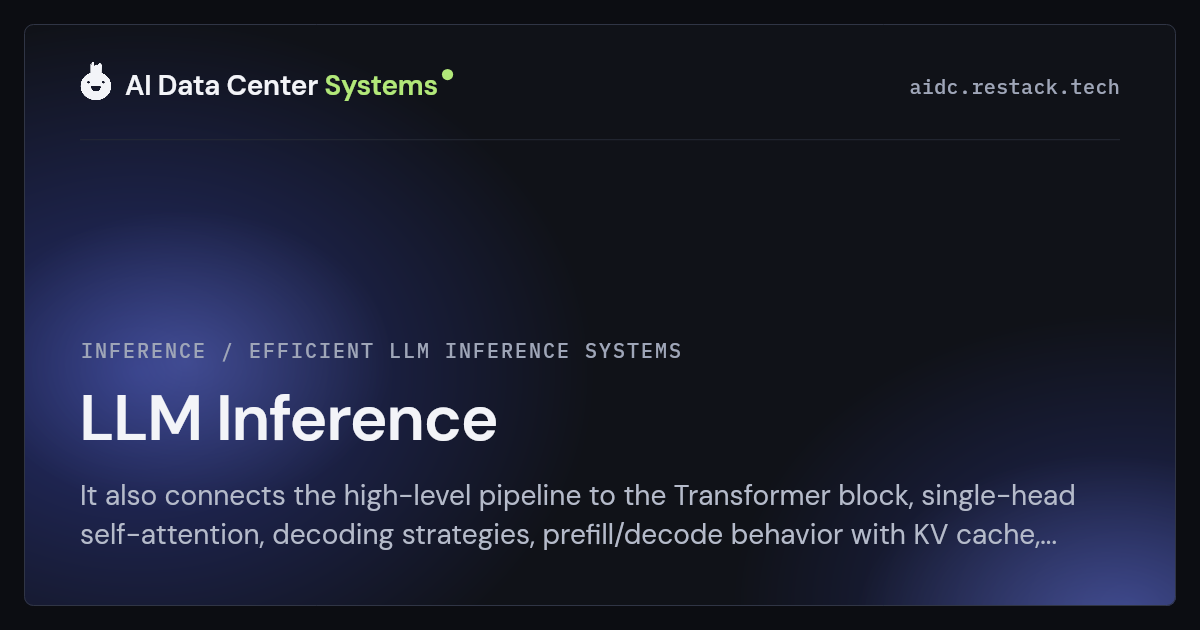 AI Data Center Systems
aidc.restack.tech
INFERENCE / EFFICIENT LLM INFERENCE SYSTEMS
LLM Inference
It also connects the high-level pipeline to the Transformer block, single-head
self-attention, decoding strategies, prefill/decode behavior with KV cache,...